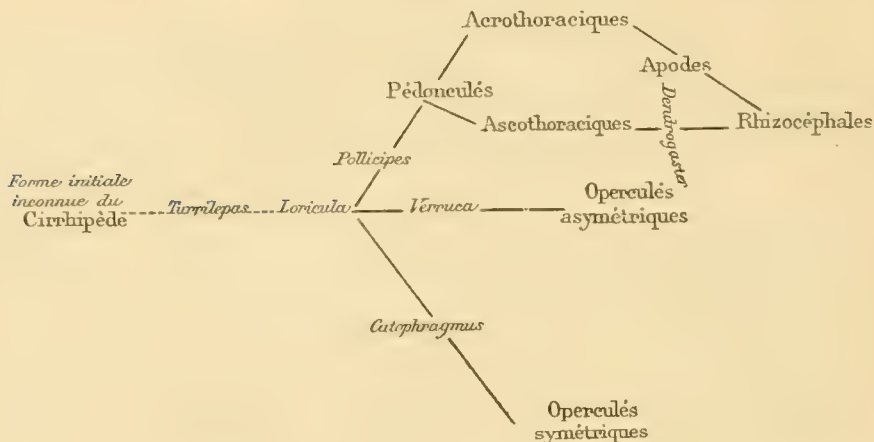 Acrothoraciques
Apodes
Pédonculés
Dendrogaster
Ascothoraciques
Rhizocéphales
Pollicipes
Forme initiale
inconnue du
Cirrhipède
Turrilepas
Loricula
Verruca
Operculés
asymétriques
Catophragmus
Operculés
symétriques